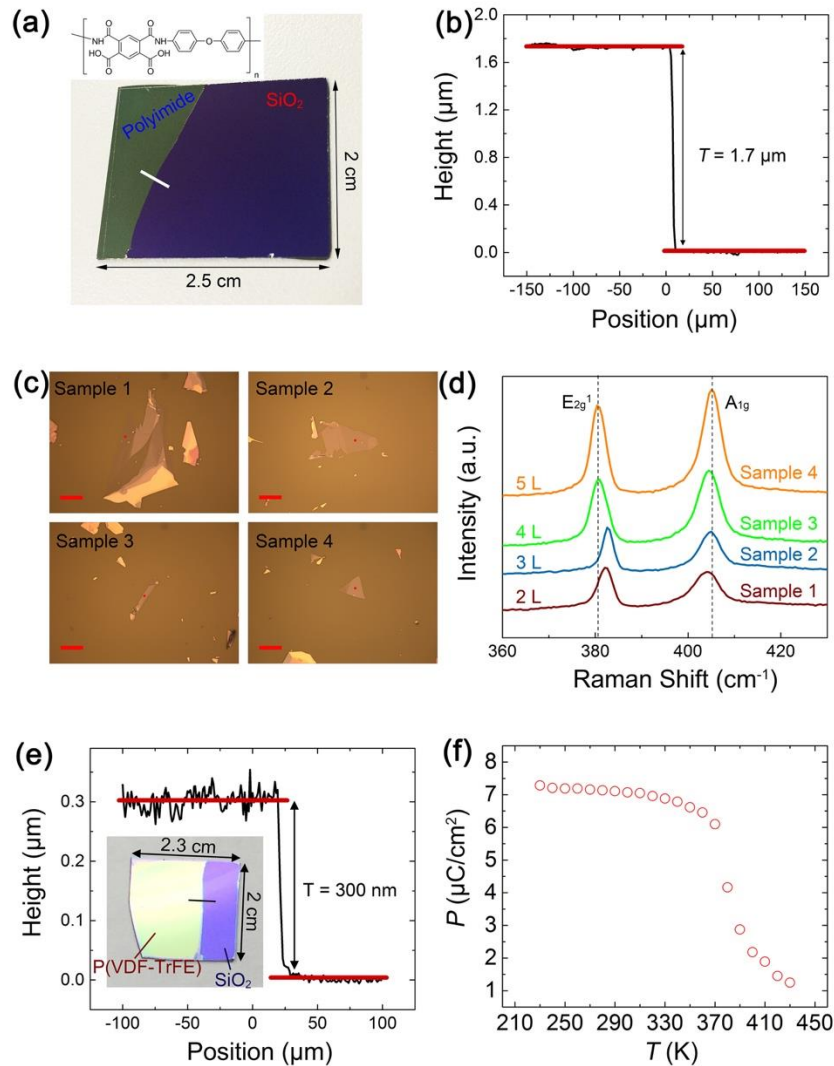 (a)
NH
O
O
NH
O
HO
OH
O
O
n
Polyimide
SiO₂
2 cm
2.5 cm
(b)
Height (µm)
1.8
1.2
0.6
0.0
T = 1.7 µm
-150 -100 -50 0 50 100 150
Position (µm)
(c)
Sample 1
Sample 2
Sample 3
Sample 4
(d)
Intensity (a.u.)
E₂g¹
A₁g
5 L
Sample 4
4 L
Sample 3
3 L
Sample 2
2 L
Sample 1
360 380 400 420
Raman Shift (cm⁻¹)
(e)
Height (µm)
0.3
0.2
0.1
0.0
2.3 cm
2 cm
T = 300 nm
P(VDF-TrFE)
SiO₂
-100 -50 0 50 100
Position (µm)
(f)
P (µC/cm²)
8
7
6
5
4
3
2
1
210 250 290 330 370 410 450
T (K)